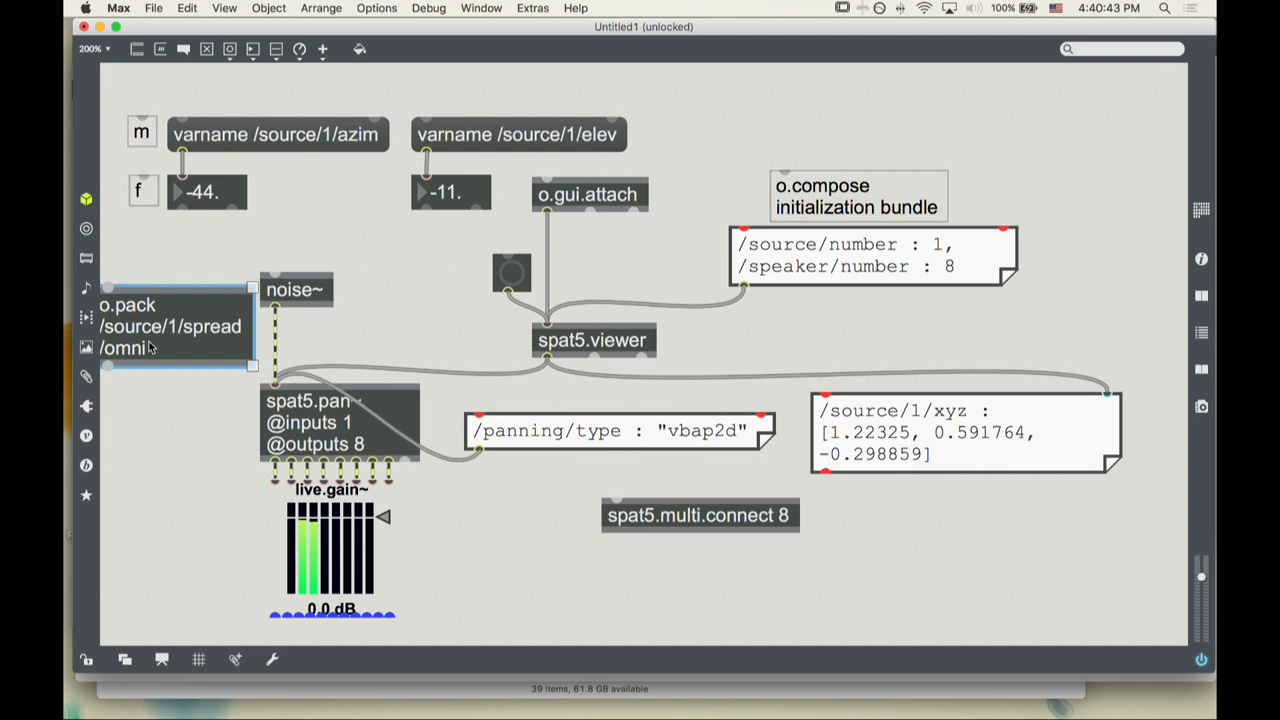 Max File Edit View Object Arrange Options Debug Window Extras Help 100% 4:40:43 PM
Untitled1 (unlocked)
200%
m
varname /source/1/azim
varname /source/1/elev
f
-44.
-11.
o.gui.attach
o.compose
initialization bundle
/source/number : 1,
/speaker/number : 8
noise~
o.pack
/source/1/spread
/omni
spat5.viewer
spat5.pan~
@inputs 1
@outputs 8
/panning/type : "vbap2d"
/source/1/xyz :
[1.22325, 0.591764,
-0.298859]
live.gain~
spat5.multi.connect 8
0.0 dB
39 items, 61.8 GB available